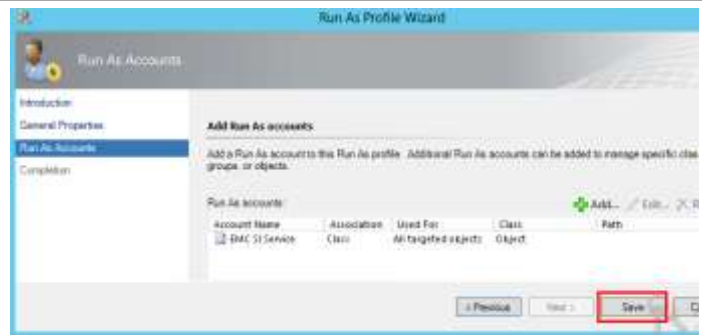 Run As Profile Wizard
Run As Accounts
Introduction
General Properties
Run As Accounts
Completion
Add Run As accounts
Add a Run As account to this Run As profile. Additional Run As accounts can be added to manage specific
groups, or objects.
Run As accounts:
Add...
Edit...
Account Name Association Used For Class Path
EMC SI Service Class All targeted objects Object
< Previous
Next >
Save